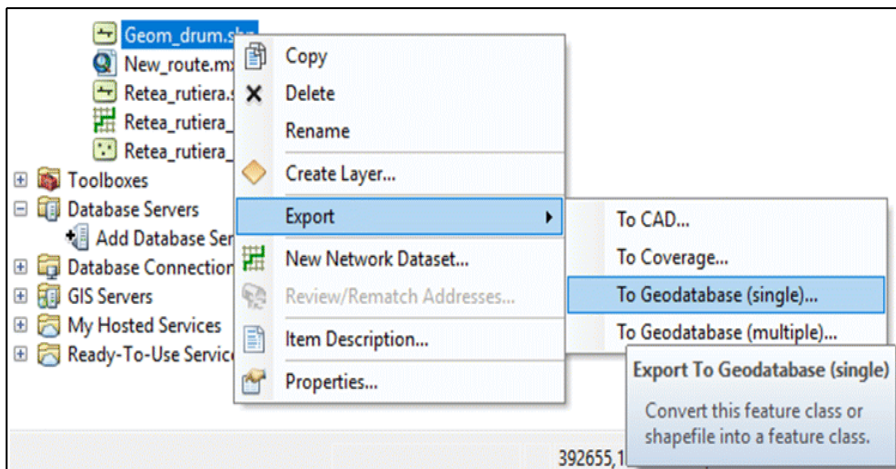 Geom_drum.shp
New_route.mx
Retea_rutiera.s
Retea_rutiera_
Retea_rutiera_
Toolboxes
Database Servers
Add Database Ser
Database Connection
GIS Servers
My Hosted Services
Ready-To-Use Servic
Copy
Delete
Rename
Create Layer...
Export
New Network Dataset...
Review/Rematch Addresses...
Item Description...
Properties...
To CAD...
To Coverage...
To Geodatabase (single)...
To Geodatabase (multiple)...
Export To Geodatabase (single)
Convert this feature class or
shapefile into a feature class.
392655,1